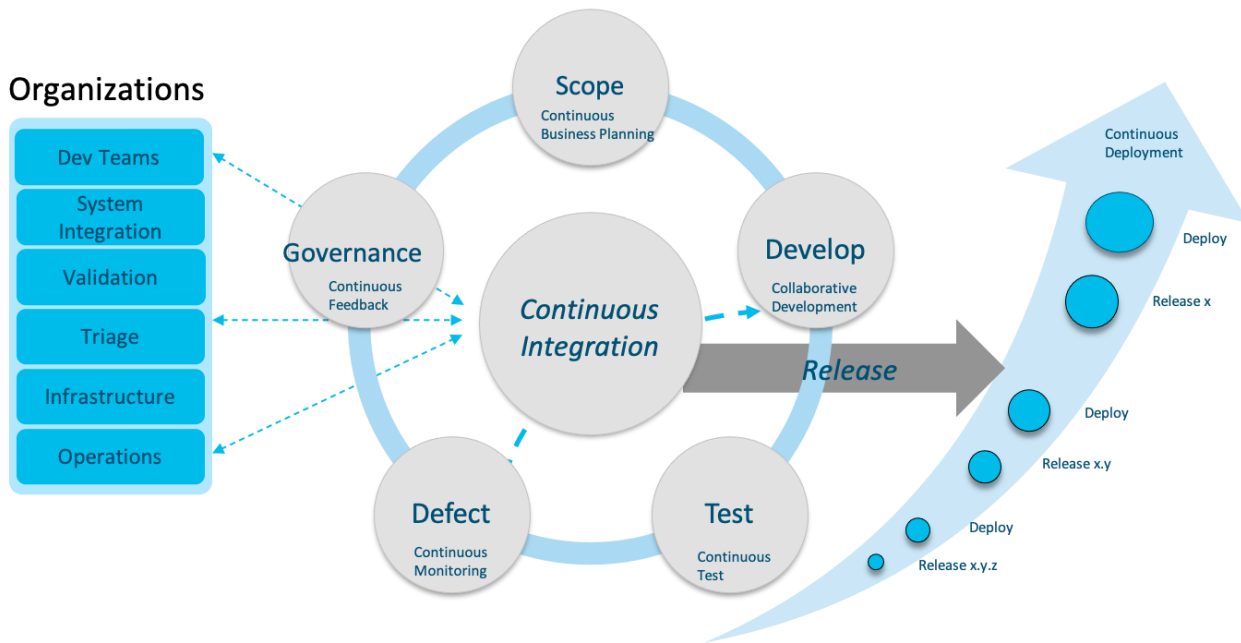 Organizations
Dev Teams
System
Integration
Validation
Triage
Infrastructure
Operations
Scope
Continuous
Business Planning
Governance
Continuous
Feedback
Develop
Collaborative
Development
Continuous
Integration
Release
Defect
Continuous
Monitoring
Test
Continuous
Test
Continuous
Deployment
Deploy
Release x
Deploy
Release x.y
Deploy
Release x.y.z